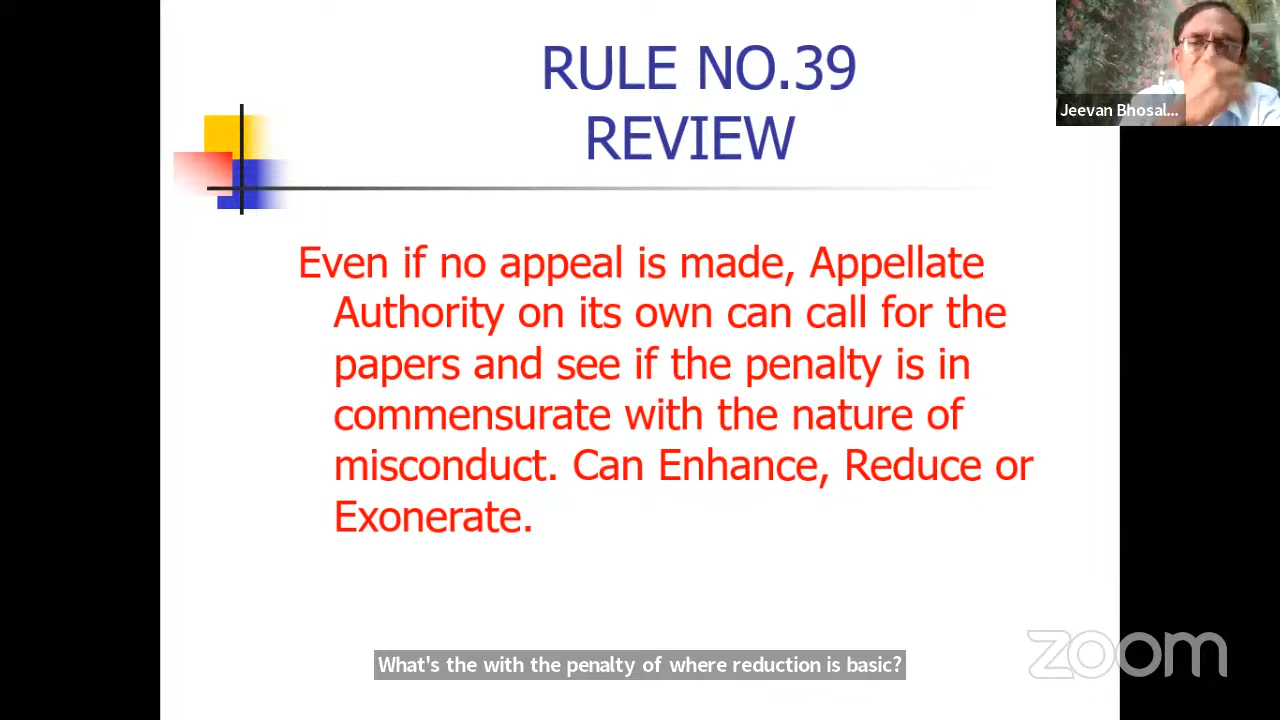 RULE NO.39
REVIEW
Jeevan Bhosal...
Even if no appeal is made, Appellate
Authority on its own can call for the
papers and see if the penalty is in
commensurate with the nature of
misconduct. Can Enhance, Reduce or
Exonerate.
What's the with the penalty of where reduction is basic?
zoom